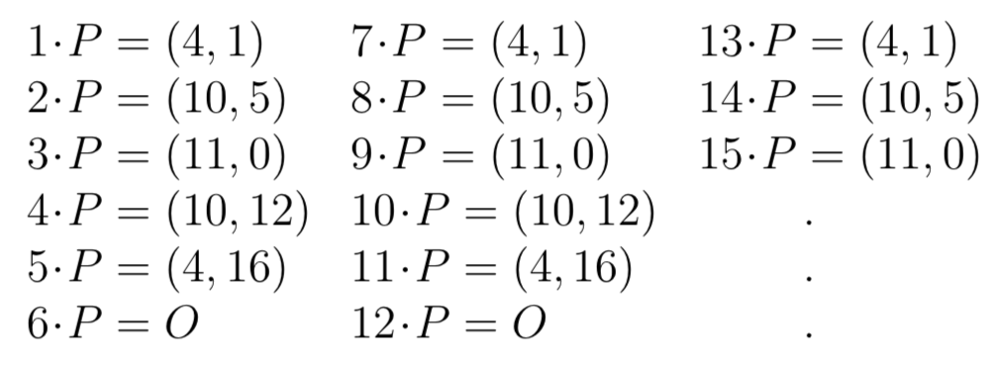 1·P = (4, 1) 7·P = (4, 1) 13·P = (4, 1)
2·P = (10, 5) 8·P = (10, 5) 14·P = (10, 5)
3·P = (11, 0) 9·P = (11, 0) 15·P = (11, 0)
4·P = (10, 12) 10·P = (10, 12) .
5·P = (4, 16) 11·P = (4, 16) .
6·P = O 12·P = O .